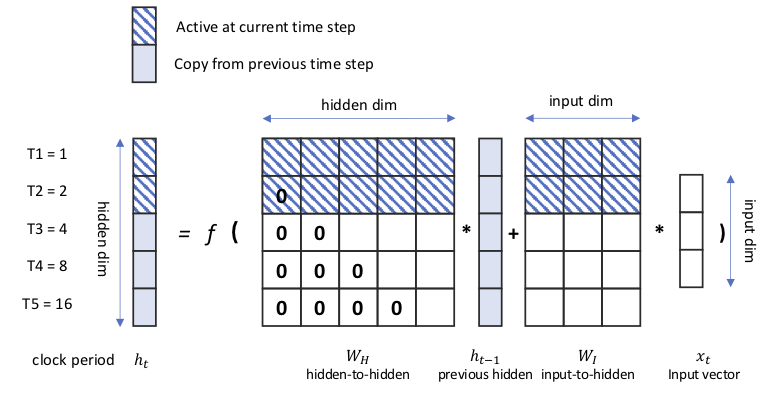 Active at current time step
Copy from previous time step
hidden dim
input dim
T1 = 1
T2 = 2
T3 = 4
T4 = 8
T5 = 16
hidden dim
= f (
0
0 0
0 0 0
0 0 0 0
*
+
*
)
input dim
clock period
h_t
W_H
hidden-to-hidden
h_{t−1}
previous hidden
W_I
input-to-hidden
x_t
Input vector